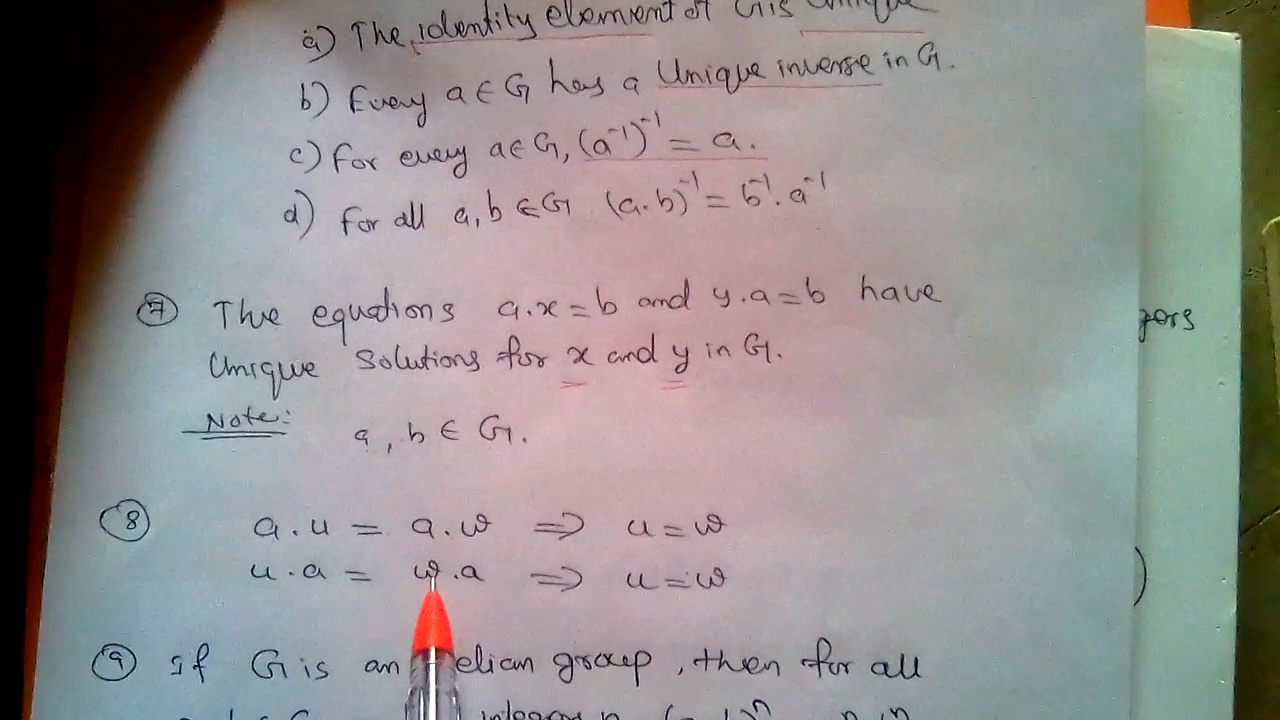 a) The identity element of G is unique
b) Every a ∈ G has a Unique inverse in G.
c) For every a ∈ G, (a⁻¹)⁻¹ = a.
d) For all a, b ∈ G (a.b)⁻¹ = b⁻¹. a⁻¹
⑦ The equations a.x = b and y.a = b have
Unique Solutions for x and y in G.
Note: a, b ∈ G.
gers
⑧ a.u = a.w ⇒ u = w
u.a = w.a ⇒ u = w
)
⑨ If G is an elian group, then for all